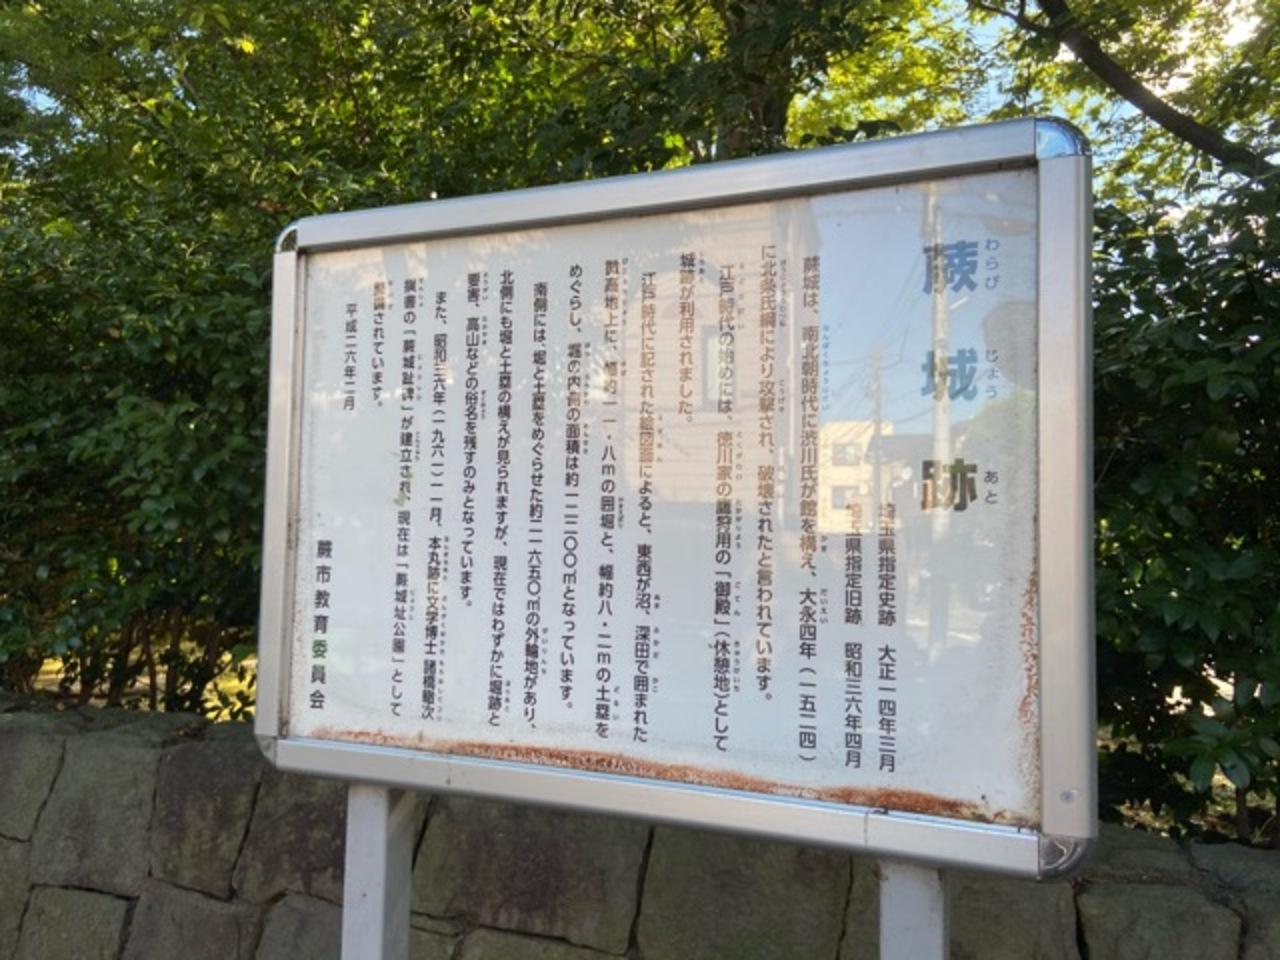 蕨城跡
わらび じょう あと
埼玉県指定史跡 大正一四年三月
埼玉県指定旧跡 昭和三六年四月
蕨城は、南北朝時代に渋川氏が館を構え、大永四年（一五二四）
に北条氏綱により攻撃され、破壊されたと言われています。
江戸時代の始めには、徳川家の鷹狩用の「御殿」（休憩地）として
城跡が利用されました。
江戸時代に記された絵図面によると、東西が沼、深田で囲まれた
微高地上に、幅約一一・八ｍの囲堀と、幅約八・二ｍの土塁を
めぐらし、堀の内側の面積は約一二二〇〇㎡となっています。
南側には、堀と土塁をめぐらせた約二一六五〇㎡の外輪地があり、
北側にも堀と土塁の構えが見られますが、現在ではわずかに堀跡と
要害、高山などの俗名を残すのみとなっています。
また、昭和三六年（一九六一）一一月、本丸跡に文学博士 諸橋轍次
揮書の「蕨城趾碑」が建立され、現在は「蕨城址公園」として
整備されています。
平成二六年二月
蕨市教育委員会